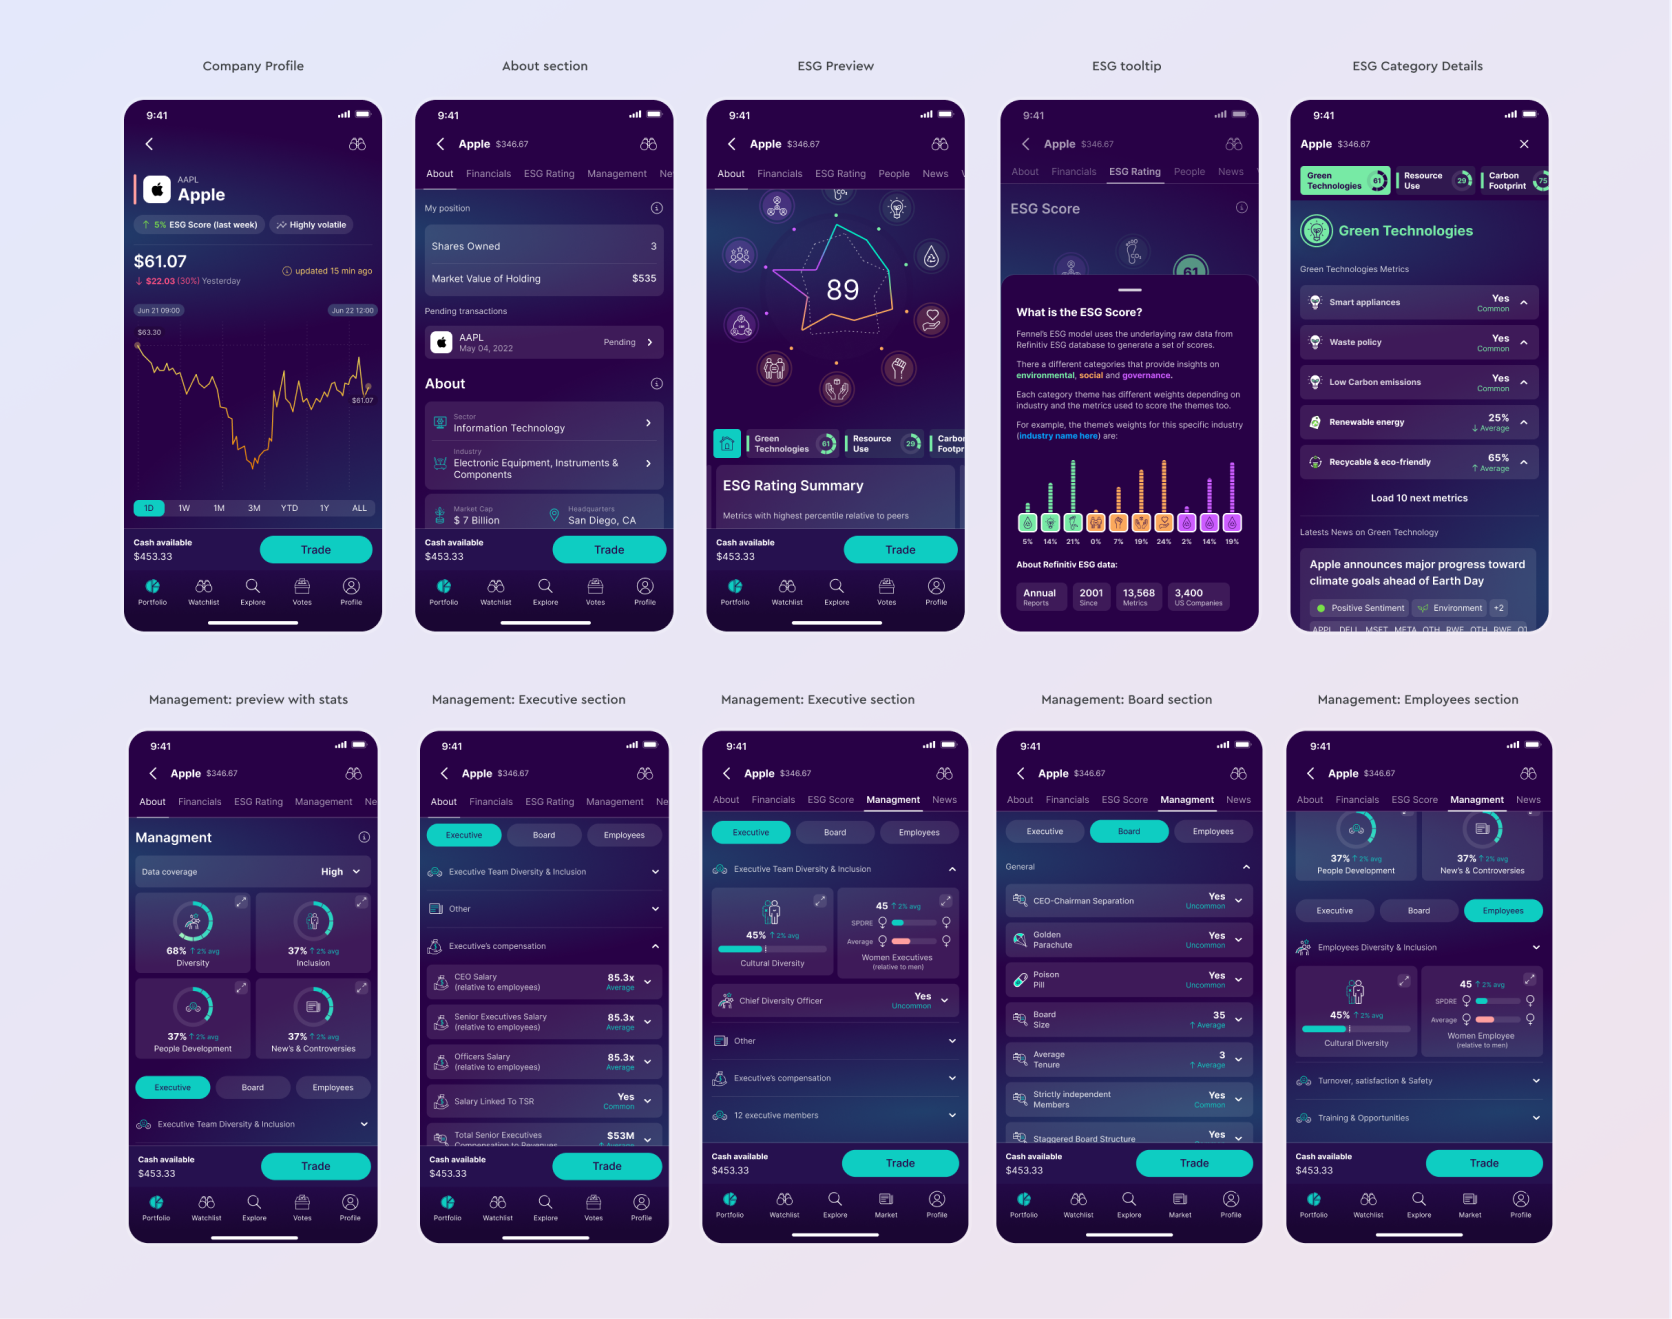 Company Profile
About section
ESG Preview
ESG tooltip
ESG Category Details
9:41
AAPL
Apple
↑ 5% ESG Score (last week)
Highly volatile
$61.07
↓ $22.03 (30%) Yesterday
updated 15 min ago
Jun 21 09:00
Jun 22 12:00
$63.30
$61.07
1D 1W 1M 3M YTD 1Y ALL
Cash available
$453.33
Trade
Portfolio Watchlist Explore Votes Profile
9:41
Apple $346.67
About Financials ESG Rating Management Ne
My position
Shares Owned 3
Market Value of Holding $535
Pending transactions
AAPL
May 04, 2022
Pending
About
Sector
Information Technology
Industry
Electronic Equipment, Instruments &
Components
Market Cap
$ 7 Billion
Headquarters
San Diego, CA
Cash available
$453.33
Trade
Portfolio Watchlist Explore Votes Profile
9:41
Apple $346.67
About Financials ESG Rating People News
89
Green
Technologies
61
Resource
Use
29
Carbo
Footpr
ESG Rating Summary
Metrics with highest percentile relative to peers
Cash available
$453.33
Trade
Portfolio Watchlist Explore Votes Profile
9:41
Apple $346.67
About Financials ESG Rating People News
ESG Score
61
What is the ESG Score?
Fennel's ESG model uses the underlaying raw data from
Refinitiv ESG database to generate a set of scores.
There a different categories that provide insights on
environmental, social and governance.
Each category theme has different weights depending on
industry and the metrics used to score the themes too.
For example, the theme's weights for this specific industry
(industry name here) are:
5% 14% 21% 0% 7% 19% 24% 2% 14% 19%
About Refinitiv ESG data:
Annual
Reports
2001
Since
13,568
Metrics
3,400
US Companies
9:41
Apple $346.67
Green
Technologies
61
Resource
Use
29
Carbon
Footprint
75
Green Technologies
Green Technologies Metrics
Smart appliances
Yes
Common
Waste policy
Yes
Common
Low Carbon emissions
Yes
Common
Renewable energy
25%
↓ Average
Recycable & eco-friendly
65%
↑ Average
Load 10 next metrics
Latests News on Green Technology
Apple announces major progress toward
climate goals ahead of Earth Day
Positive Sentiment
Environment
+2
APPL DELL MSFT META OTH RWE OTH RWE OT
Management: preview with stats
Management: Executive section
Management: Executive section
Management: Board section
Management: Employees section
9:41
Apple $346.67
About Financials ESG Rating Management Ne
Managment
Data coverage
High
68% ↑ 2% avg
Diversity
37% ↑ 2% avg
Inclusion
37% ↑ 2% avg
People Development
37% ↑ 2% avg
New's & Controversies
Executive Board Employees
Executive Team Diversity & Inclusion
Cash available
$453.33
Trade
Portfolio Watchlist Explore Votes Profile
9:41
Apple $346.67
About Financials ESG Rating Management Ne
Executive Board Employees
Executive Team Diversity & Inclusion
Other
Executive's compensation
CEO Salary
(relative to employees)
85.3x
Average
Senior Executives Salary
(relative to employees)
85.3x
Average
Officers Salary
(relative to employees)
85.3x
Average
Salary Linked To TSR
Yes
Common
Total Senior Executives
Compensation to Revenues
$53M
↑ Average
Cash available
$453.33
Trade
Portfolio Watchlist Explore Votes Profile
9:41
Apple $346.67
About Financials ESG Score Managment News
Executive Board Employees
Executive Team Diversity & Inclusion
45% ↑ 2% avg
Cultural Diversity
45 ↑ 2% avg
SPDRE
Average
Women Executives
(relative to men)
Chief Diversity Officer
Yes
Uncommon
Other
Executive's compensation
12 executive members
Cash available
$453.33
Trade
Portfolio Watchlist Explore Market Profile
9:41
Apple $346.67
About Financials ESG Score Managment News
Executive Board Employees
General
CEO-Chairman Separation
Yes
Uncommon
Golden
Parachute
Yes
Uncommon
Poison
Pill
Yes
Uncommon
Board
Size
35
↑ Average
Average
Tenure
3
↑ Average
Strictly independent
Members
Yes
Common
Staggered Board Structure
Yes
Cash available
$453.33
Trade
Portfolio Watchlist Explore Market Profile
9:41
Apple $346.67
About Financials ESG Score Managment News
37% ↑ 2% avg
People Development
37% ↑ 2% avg
New's & Controversies
Executive Board Employees
Employees Diversity & Inclusion
45% ↑ 2% avg
Cultural Diversity
45 ↑ 2% avg
SPDRE
Average
Women Employee
(relative to men)
Turnover, satisfaction & Safety
Training & Opportunities
Cash available
$453.33
Trade
Portfolio Watchlist Explore Market Profile